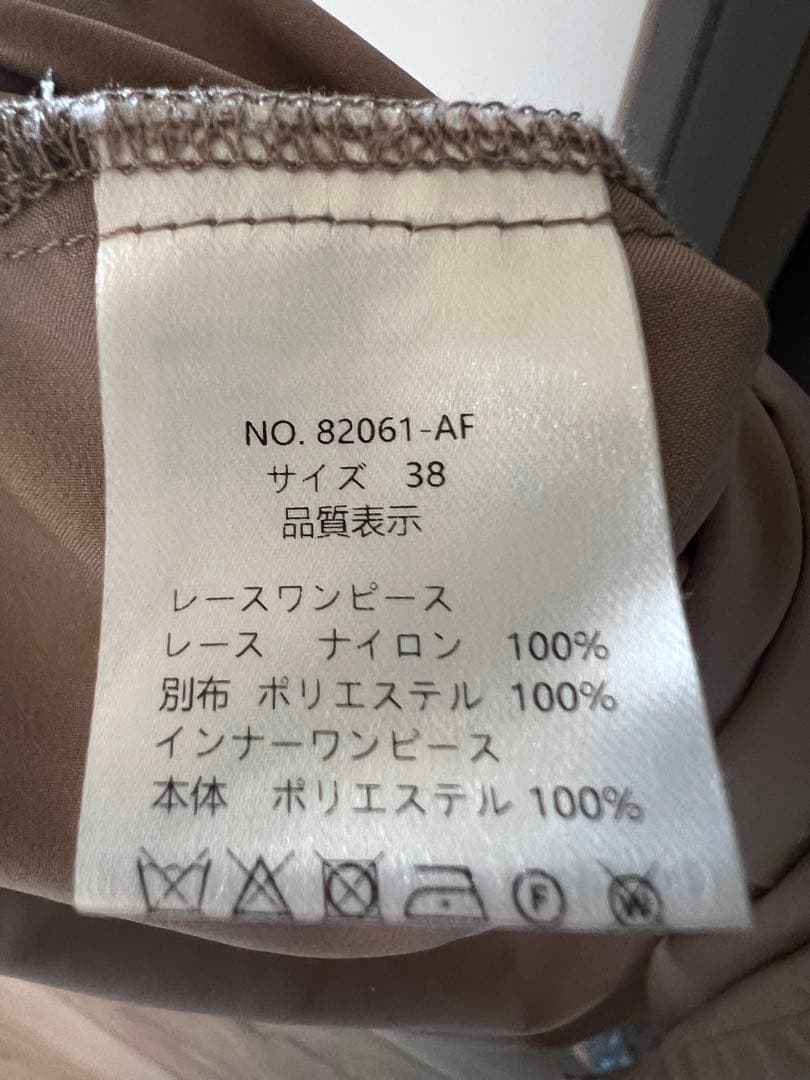 NO. 82061-AF
サイズ 38
品質表示
レースワンピース
レース ナイロン 100%
別布 ポリエステル 100%
インナーワンピース
本体 ポリエステル 100%
F W